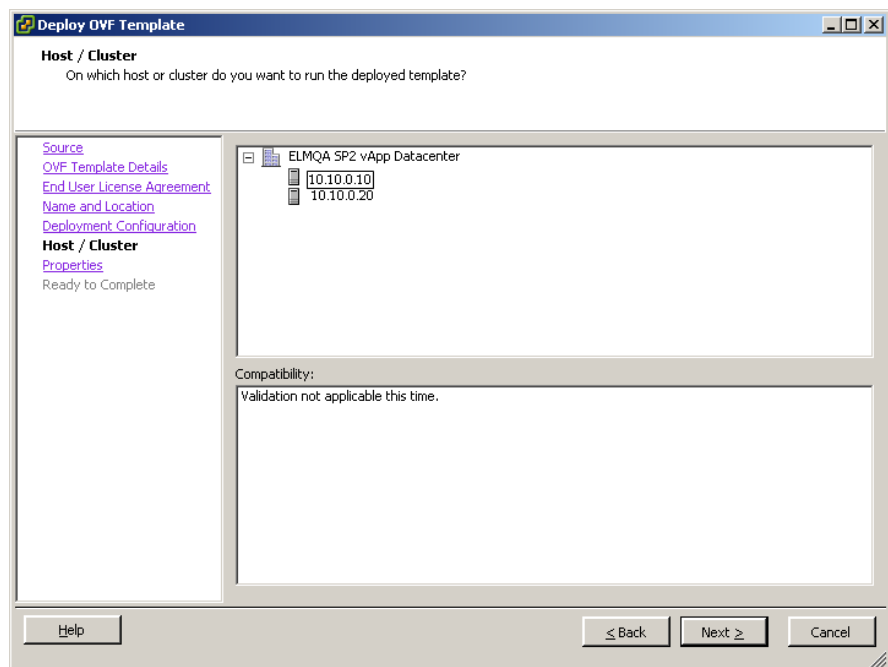 Deploy OVF Template
Host / Cluster
On which host or cluster do you want to run the deployed template?
Source
OVF Template Details
End User License Agreement
Name and Location
Deployment Configuration
Host / Cluster
Properties
Ready to Complete
ELMQA SP2 vApp Datacenter
10.10.0.10
10.10.0.20
Compatibility:
Validation not applicable this time.
Help
< Back
Next >
Cancel